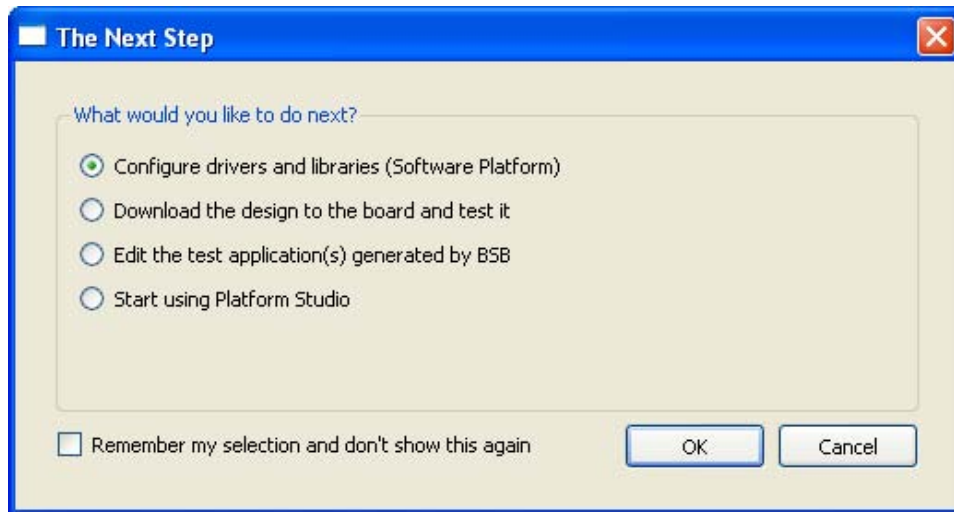 The Next Step
What would you like to do next?
Configure drivers and libraries (Software Platform)
Download the design to the board and test it
Edit the test application(s) generated by BSB
Start using Platform Studio
Remember my selection and don't show this again
OK
Cancel